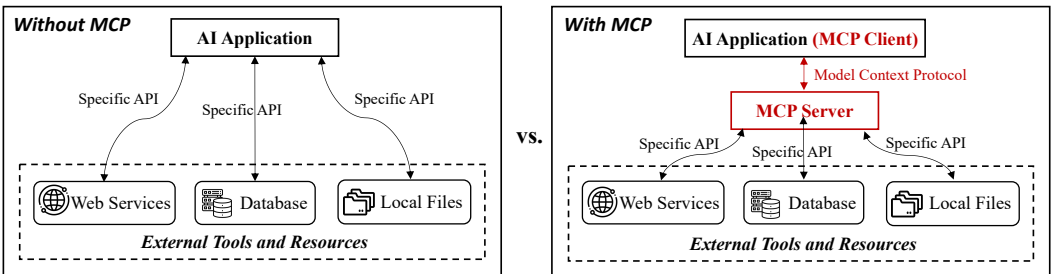 Without MCP
AI Application
Specific API
Specific API
Specific API
Web Services
Database
Local Files
External Tools and Resources
vs.
With MCP
AI Application (MCP Client)
Model Context Protocol
MCP Server
Specific API
Specific API
Specific API
Web Services
Database
Local Files
External Tools and Resources